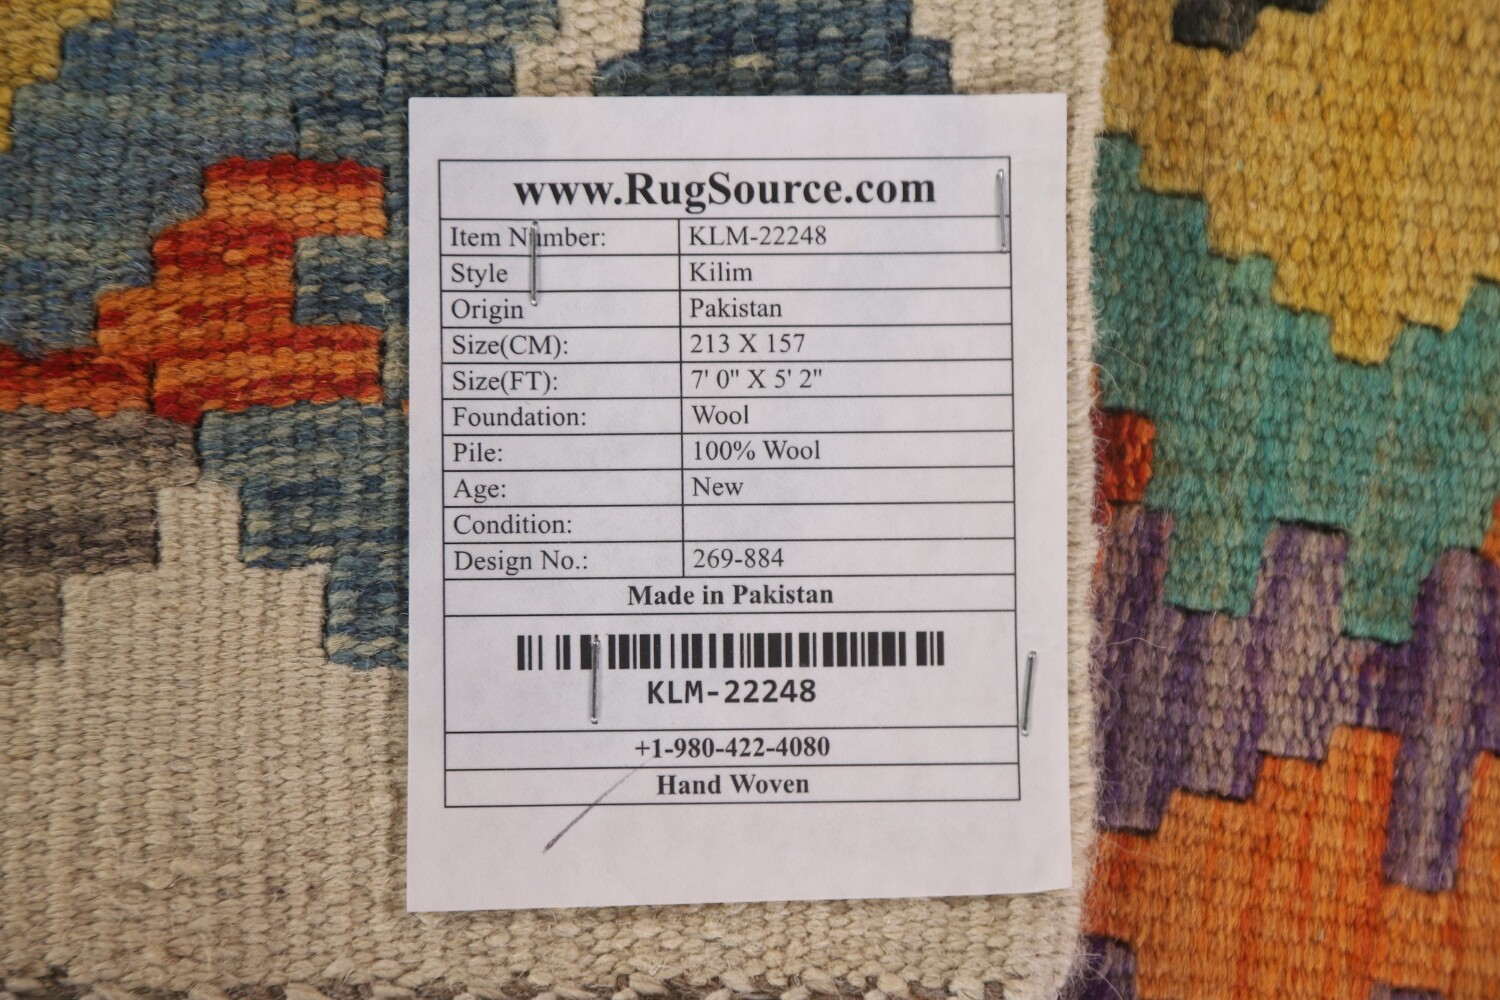 www.RugSource.com
Item Number: KLM-22248
Style Kilim
Origin Pakistan
Size(CM): 213 X 157
Size(FT): 7' 0" X 5' 2"
Foundation: Wool
Pile: 100% Wool
Age: New
Condition:
Design No.: 269-884
Made in Pakistan
KLM-22248
+1-980-422-4080
Hand Woven